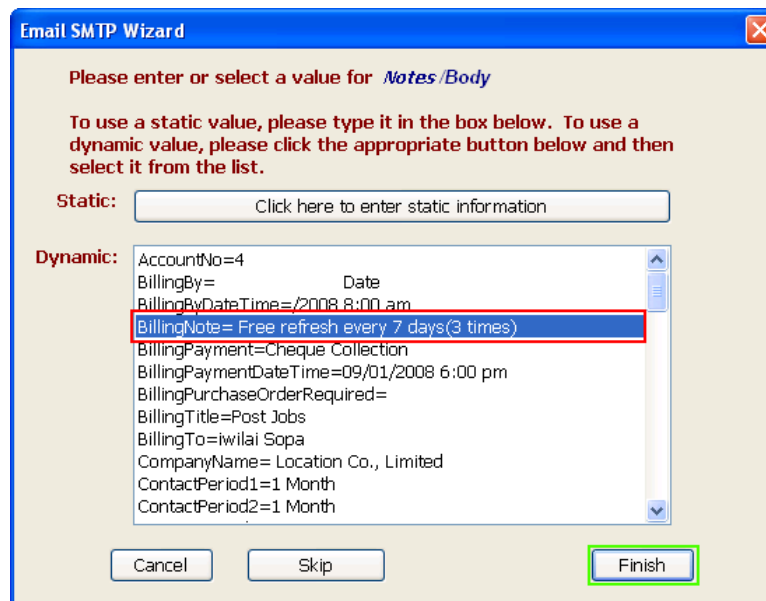 Email SMTP Wizard
Please enter or select a value for Notes/Body
To use a static value, please type it in the box below. To use a
dynamic value, please click the appropriate button below and then
select it from the list.
Static:
Click here to enter static information
Dynamic:
AccountNo=4
BillingBy= Date
BillingByDateTime=/2008 8:00 am
BillingNote= Free refresh every 7 days(3 times)
BillingPayment=Cheque Collection
BillingPaymentDateTime=09/01/2008 6:00 pm
BillingPurchaseOrderRequired=
BillingTitle=Post Jobs
BillingTo=iwilai Sopa
CompanyName= Location Co., Limited
ContactPeriod1=1 Month
ContactPeriod2=1 Month
Cancel Skip Finish